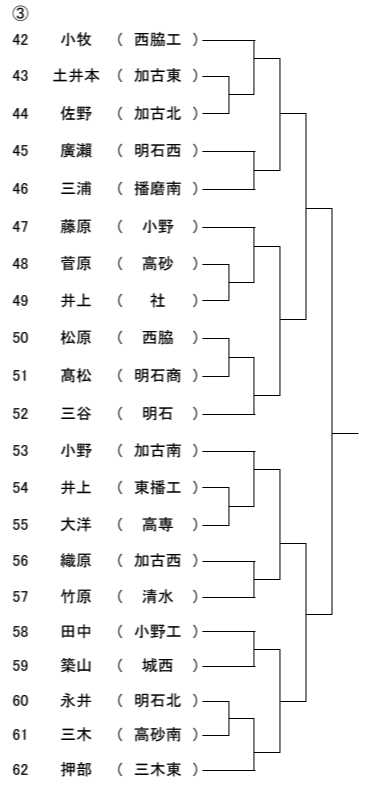 ③
42 小牧 ( 西脇工 )
43 土井本 ( 加古東 )
44 佐野 ( 加古北 )
45 廣瀨 ( 明石西 )
46 三浦 ( 播磨南 )
47 藤原 ( 小野 )
48 菅原 ( 高砂 )
49 井上 ( 社 )
50 松原 ( 西脇 )
51 髙松 ( 明石商 )
52 三谷 ( 明石 )
53 小野 ( 加古南 )
54 井上 ( 東播工 )
55 大洋 ( 高専 )
56 織原 ( 加古西 )
57 竹原 ( 清水 )
58 田中 ( 小野工 )
59 築山 ( 城西 )
60 永井 ( 明石北 )
61 三木 ( 高砂南 )
62 押部 ( 三木東 )